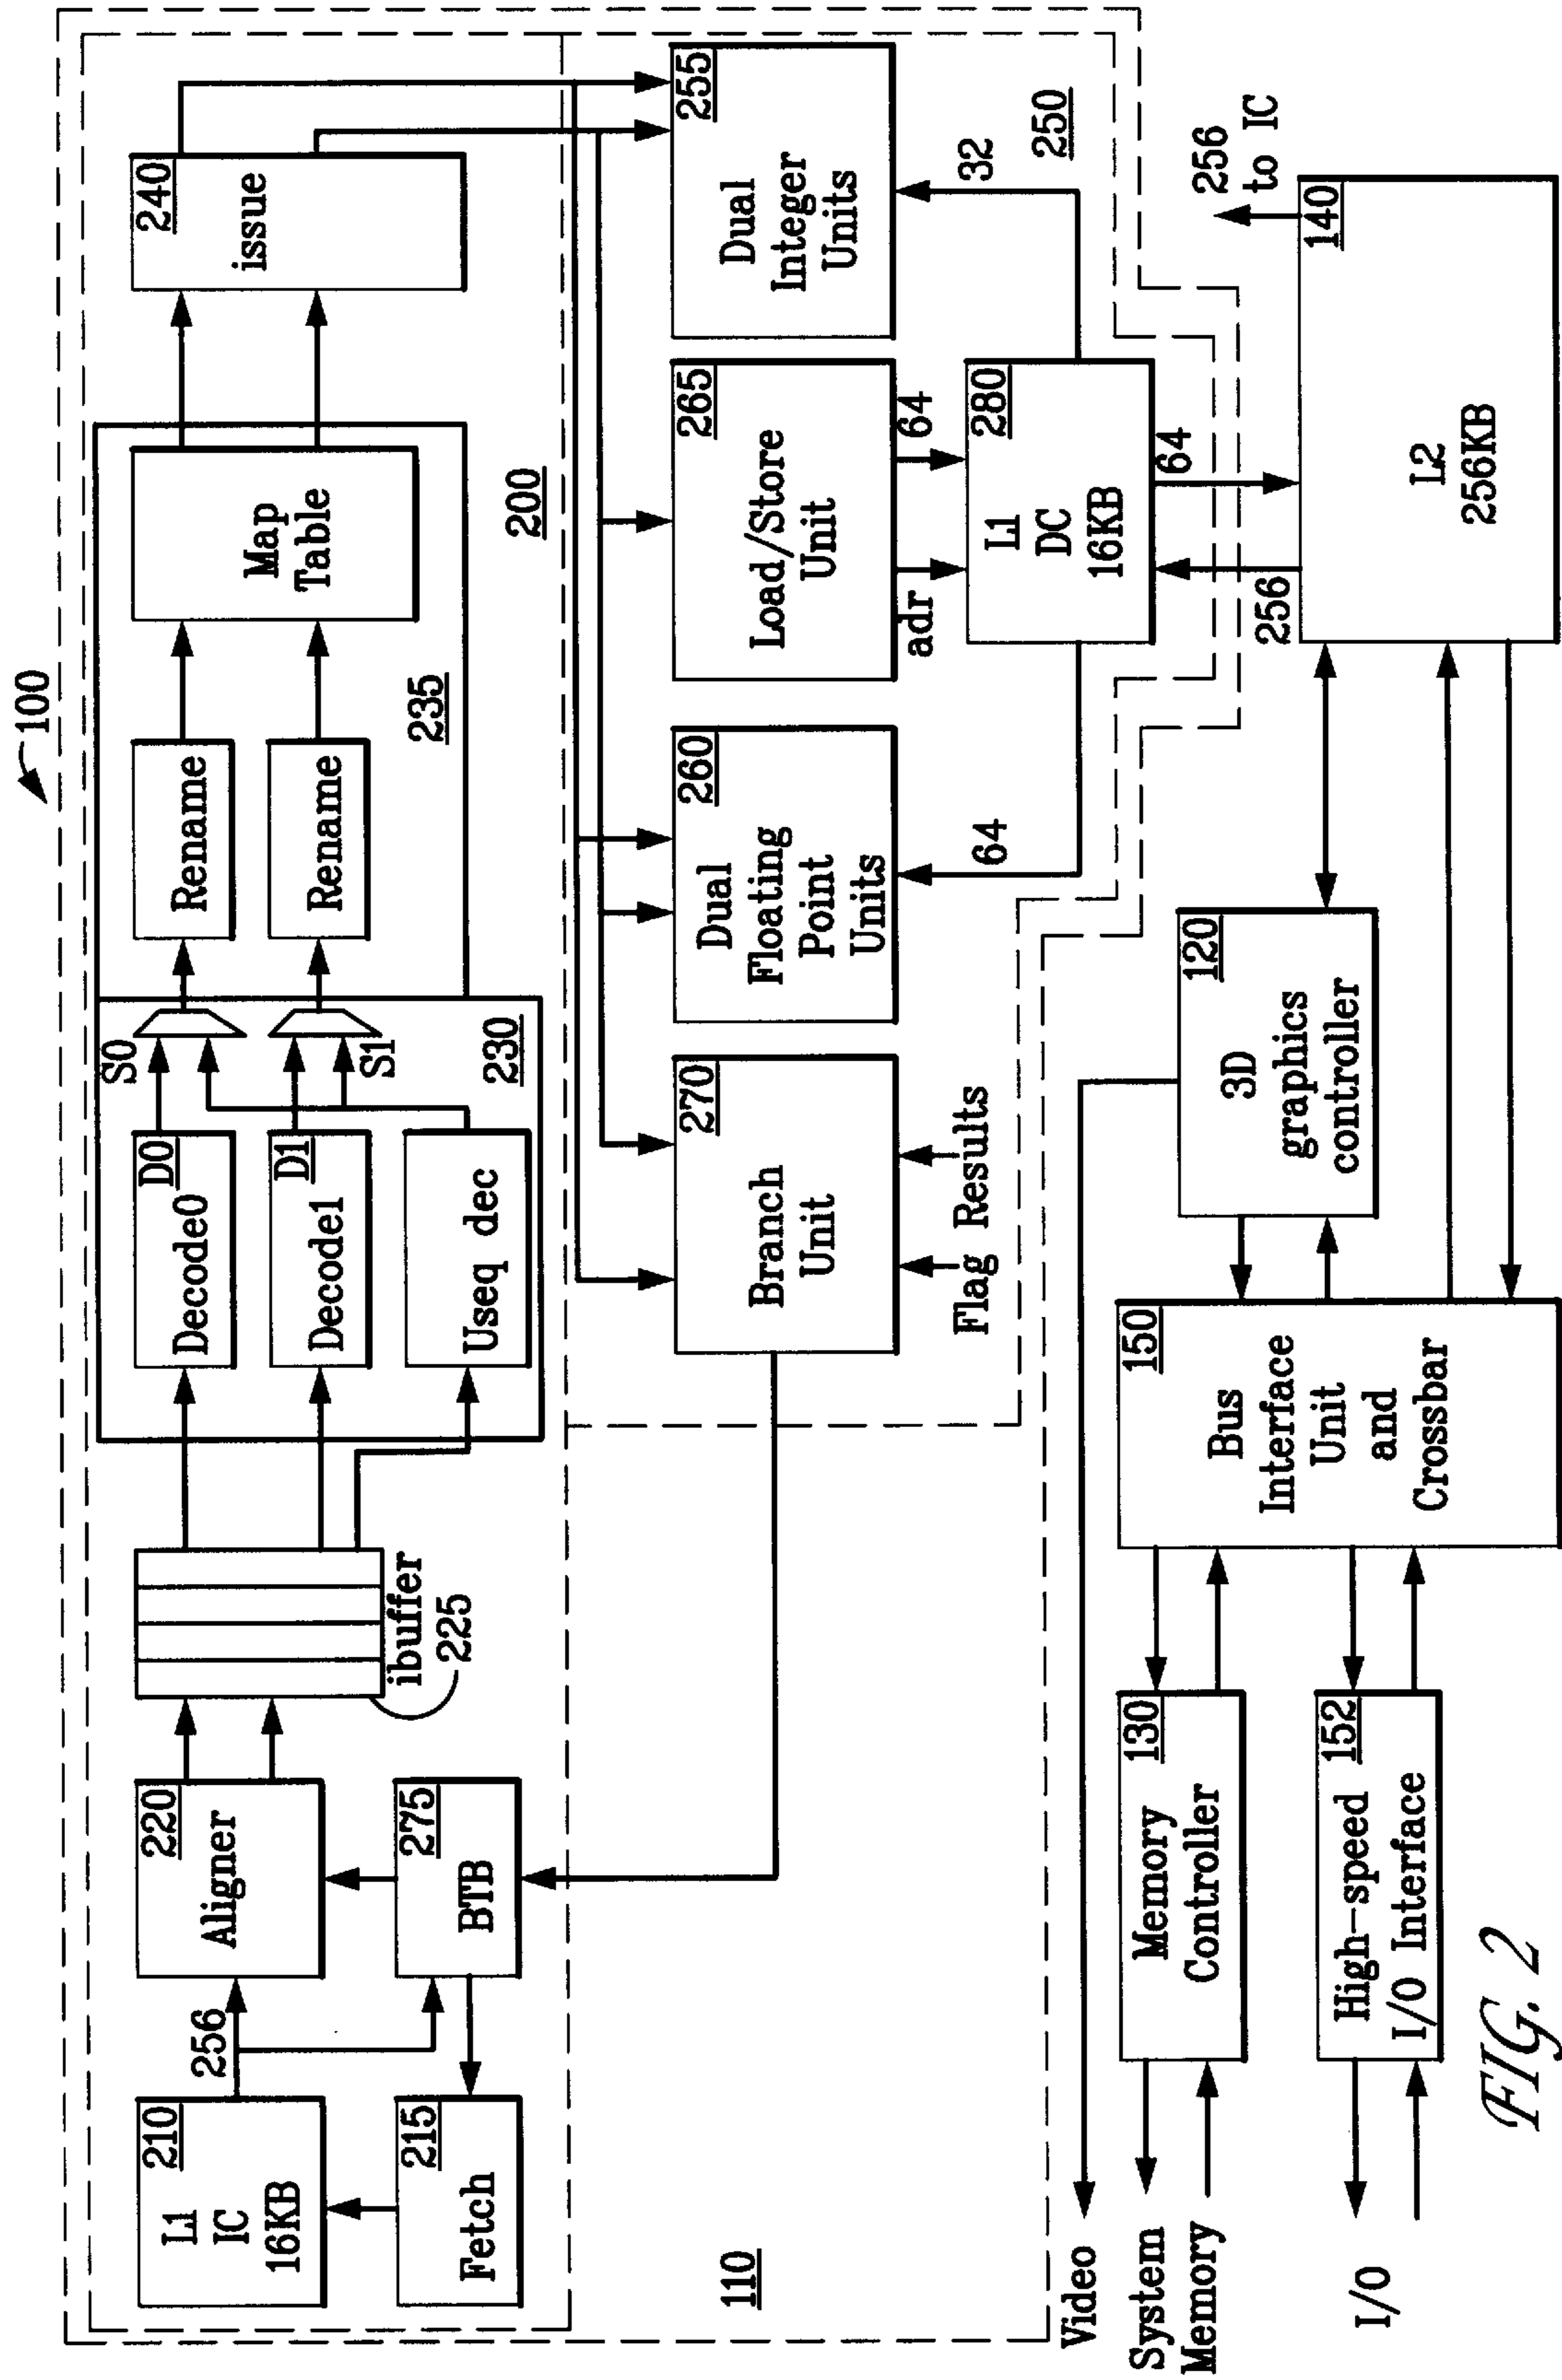 100
210
L1
IC
16KB
215
Fetch
256
220
Aligner
275
BTB
ibuffer
225
D0
Decode0
D1
Decode1
Useq dec
S0
S1
230
Rename
Rename
235
Map
Table
240
issue
200
270
Branch
Unit
Flag Results
260
Dual
Floating
Point
Units
64
265
Load/Store
Unit
adr
64
255
Dual
Integer
Units
32
250
280
L1
DC
16KB
256
64
256
to IC
110
Video
System
Memory
I/O
130
Memory
Controller
152
High-speed
I/O Interface
150
Bus
Interface
Unit
and
Crossbar
120
3D
graphics
controller
140
L2
256KB
FIG. 2